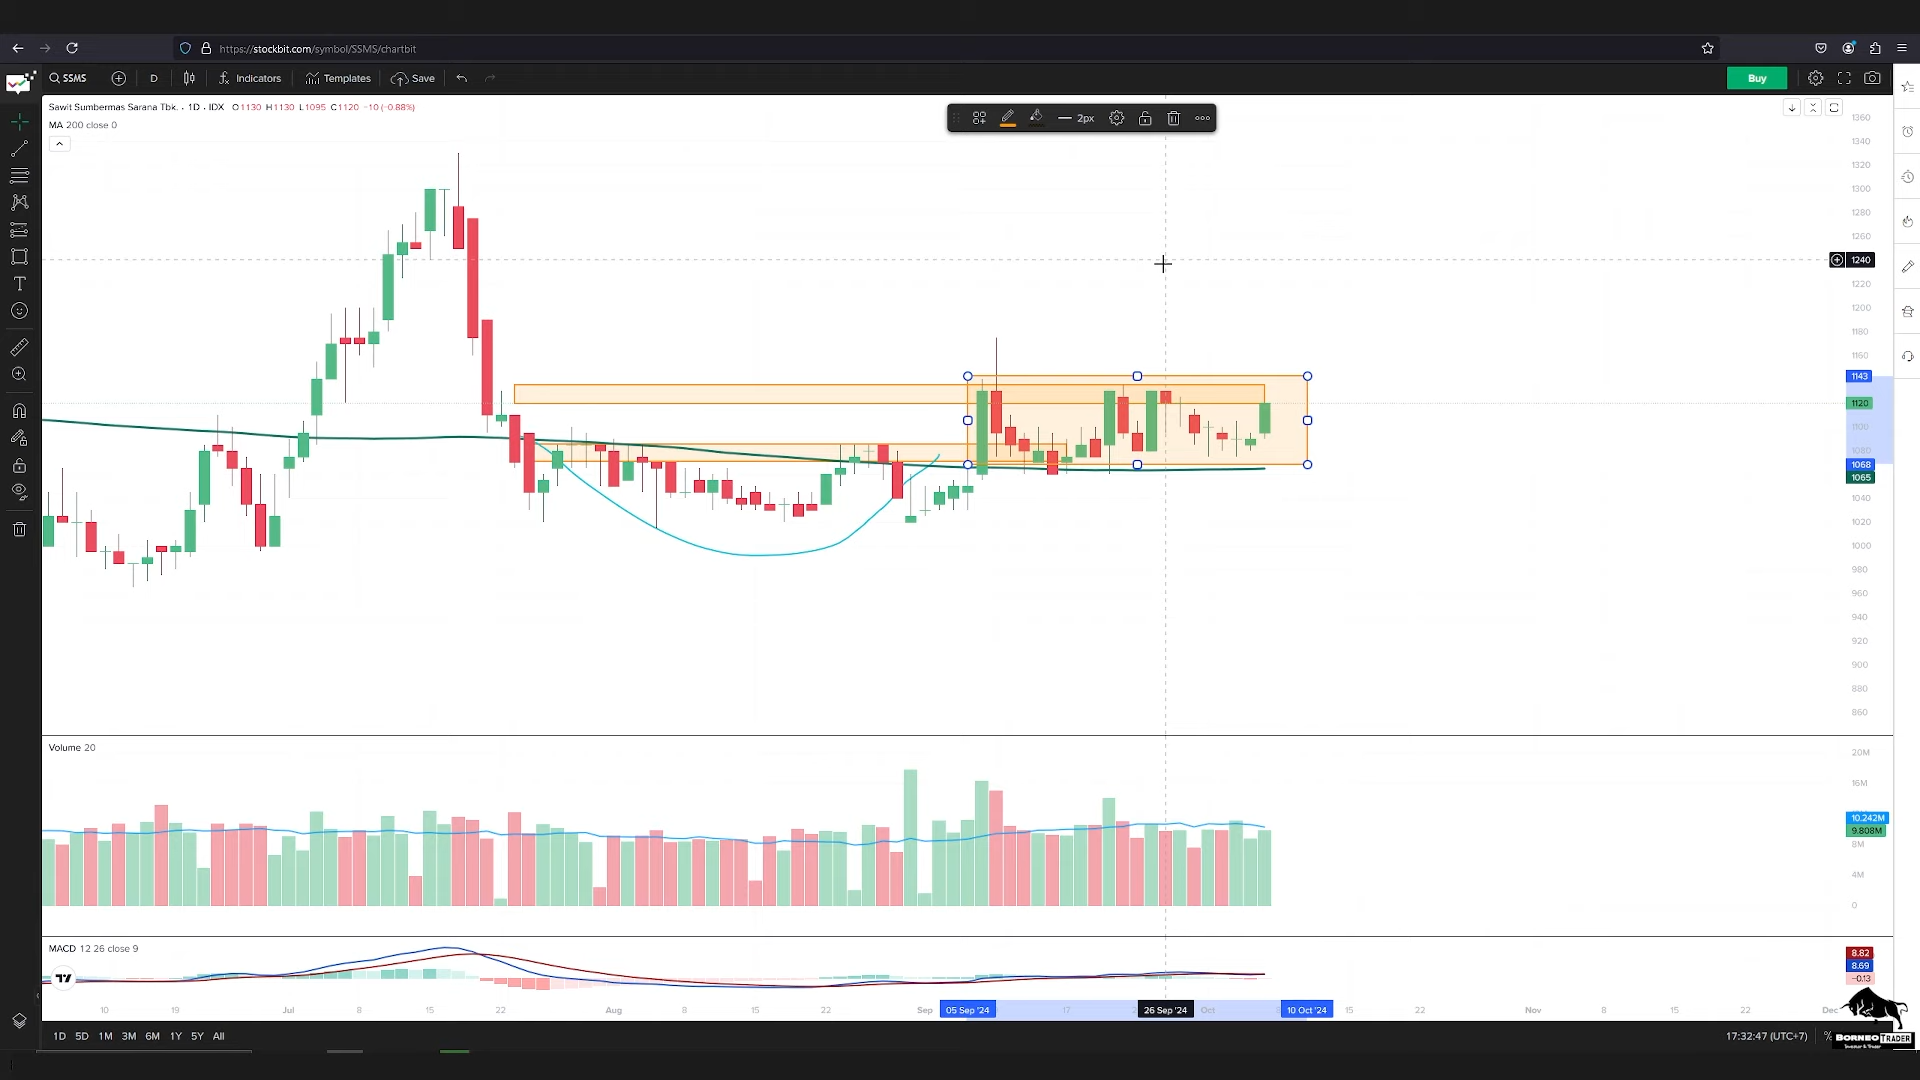 https://stockbit.com/symbol/SSMS/chartbit
SSMS
D
Indicators
Templates
Save
Buy
Sawit Sumbermas Sarana Tbk. · 1D · IDX O1130 H1130 L1095 C1120 −10 (−0.88%)
MA 200 close 0
2px
1360
1340
1320
1300
1280
1260
1240
1220
1200
1180
1160
1143
1120
1100
1080
1068
1065
1040
1020
1000
980
960
940
920
900
880
860
Volume 20
20M
16M
10.242M
9.808M
8M
4M
0
MACD 12 26 close 9
8.82
8.69
−0.13
10 19 Jul 8 15 22 Aug 8 15 22 Sep 05 Sep '24 17 26 Sep '24 Oct 10 Oct '24 15 22 Nov 8 15 22 Dec
1D 5D 1M 3M 6M 1Y 5Y All
17:32:47 (UTC+7)
%
BORNEO TRADER
Investor & Trader